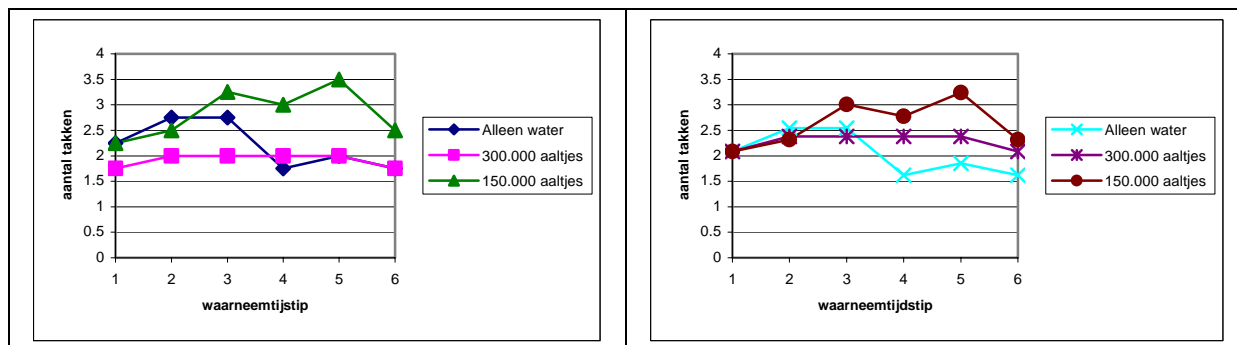 aantal takken
4
3.5
3
2.5
2
1.5
1
0.5
0
1 2 3 4 5 6
waarneemtijstip
Alleen water
300.000 aaltjes
150.000 aaltjes
aantal takken
4
3.5
3
2.5
2
1.5
1
0.5
0
1 2 3 4 5 6
waarneemtijdstip
Alleen water
300.000 aaltjes
150.000 aaltjes